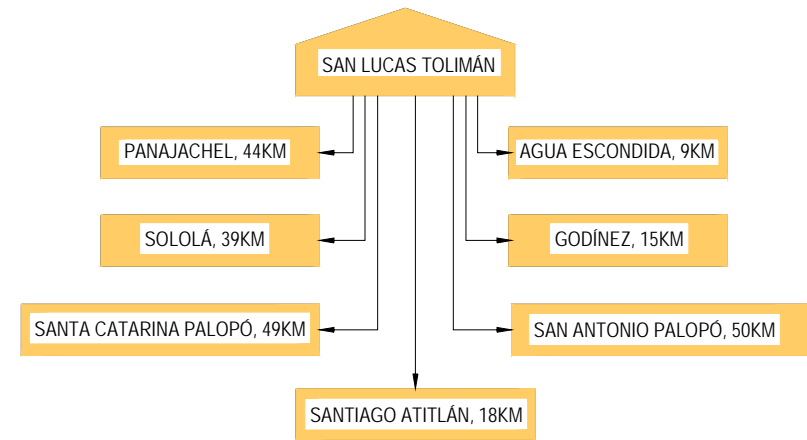 SAN LUCAS TOLIMÁN
PANAJACHEL, 44KM
AGUA ESCONDIDA, 9KM
SOLOLÁ, 39KM
GODÍNEZ, 15KM
SANTA CATARINA PALOPÓ, 49KM
SAN ANTONIO PALOPÓ, 50KM
SANTIAGO ATITLÁN, 18KM